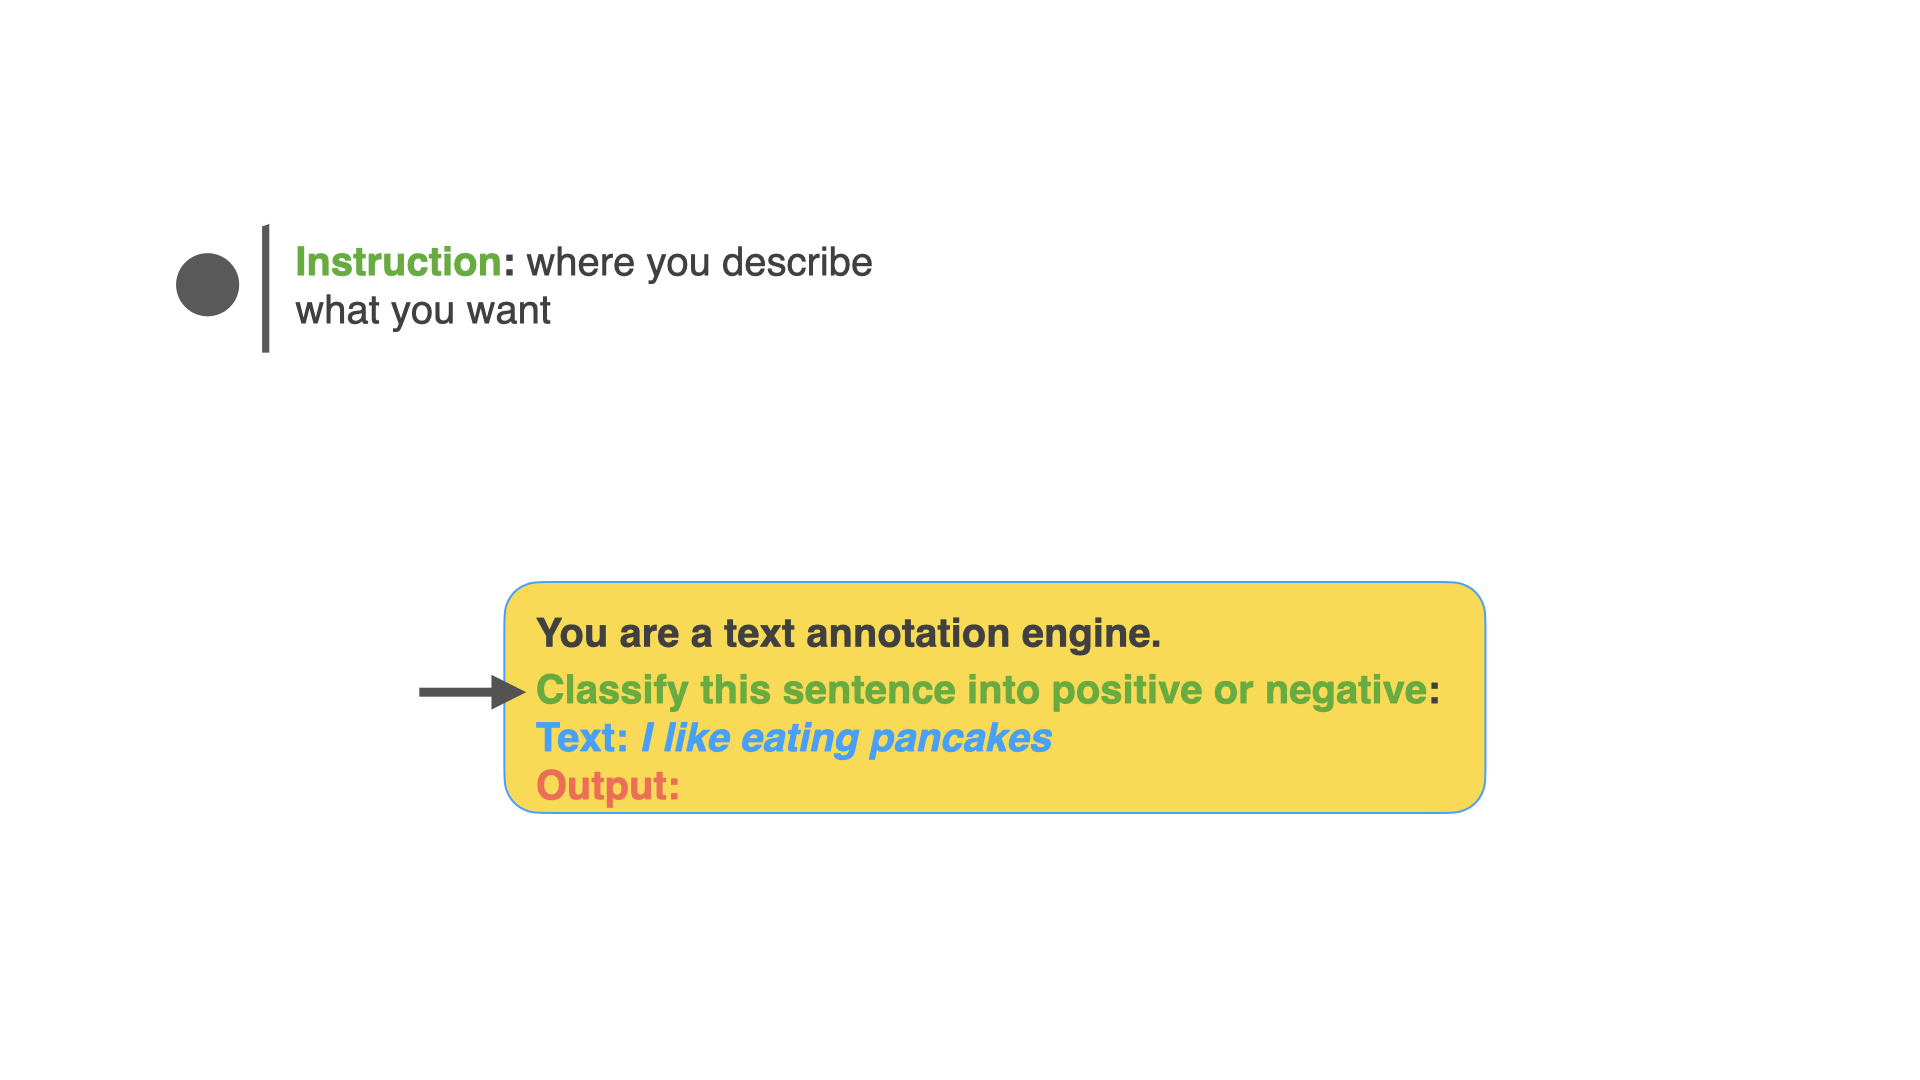 Instruction: where you describe
what you want
You are a text annotation engine.
Classify this sentence into positive or negative:
Text: I like eating pancakes
Output: